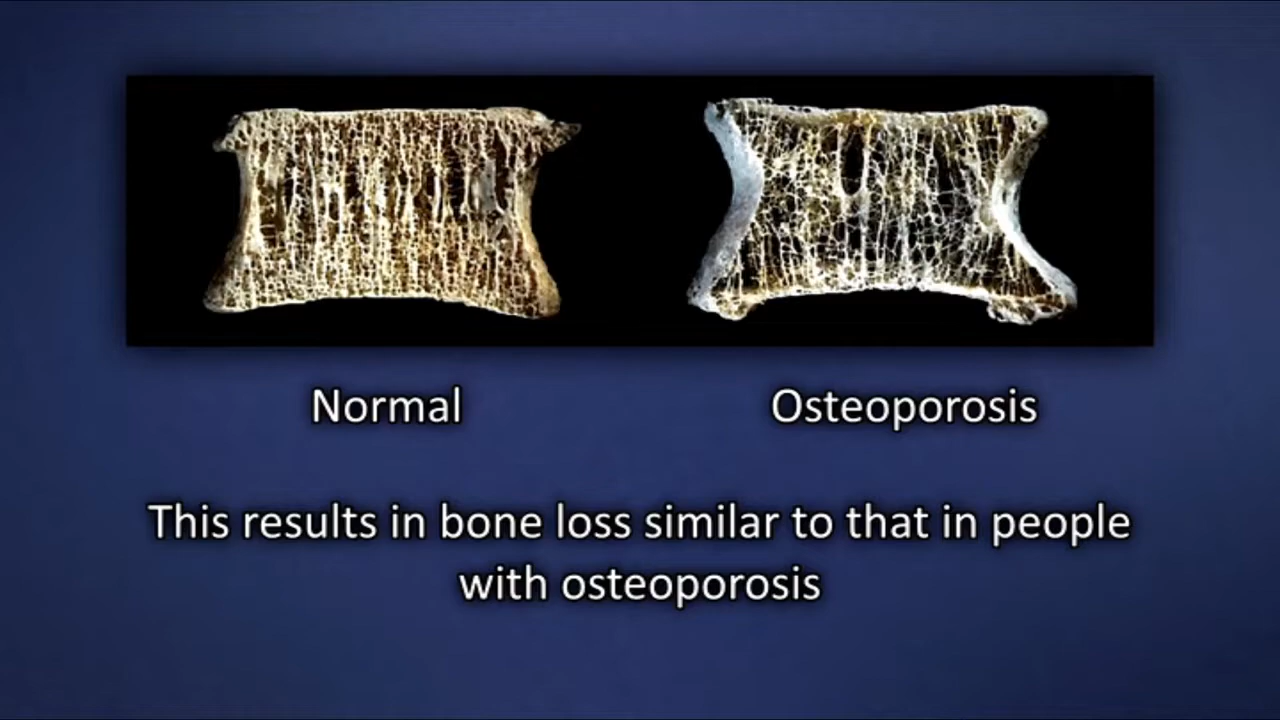 Normal
Osteoporosis
This results in bone loss similar to that in people
with osteoporosis